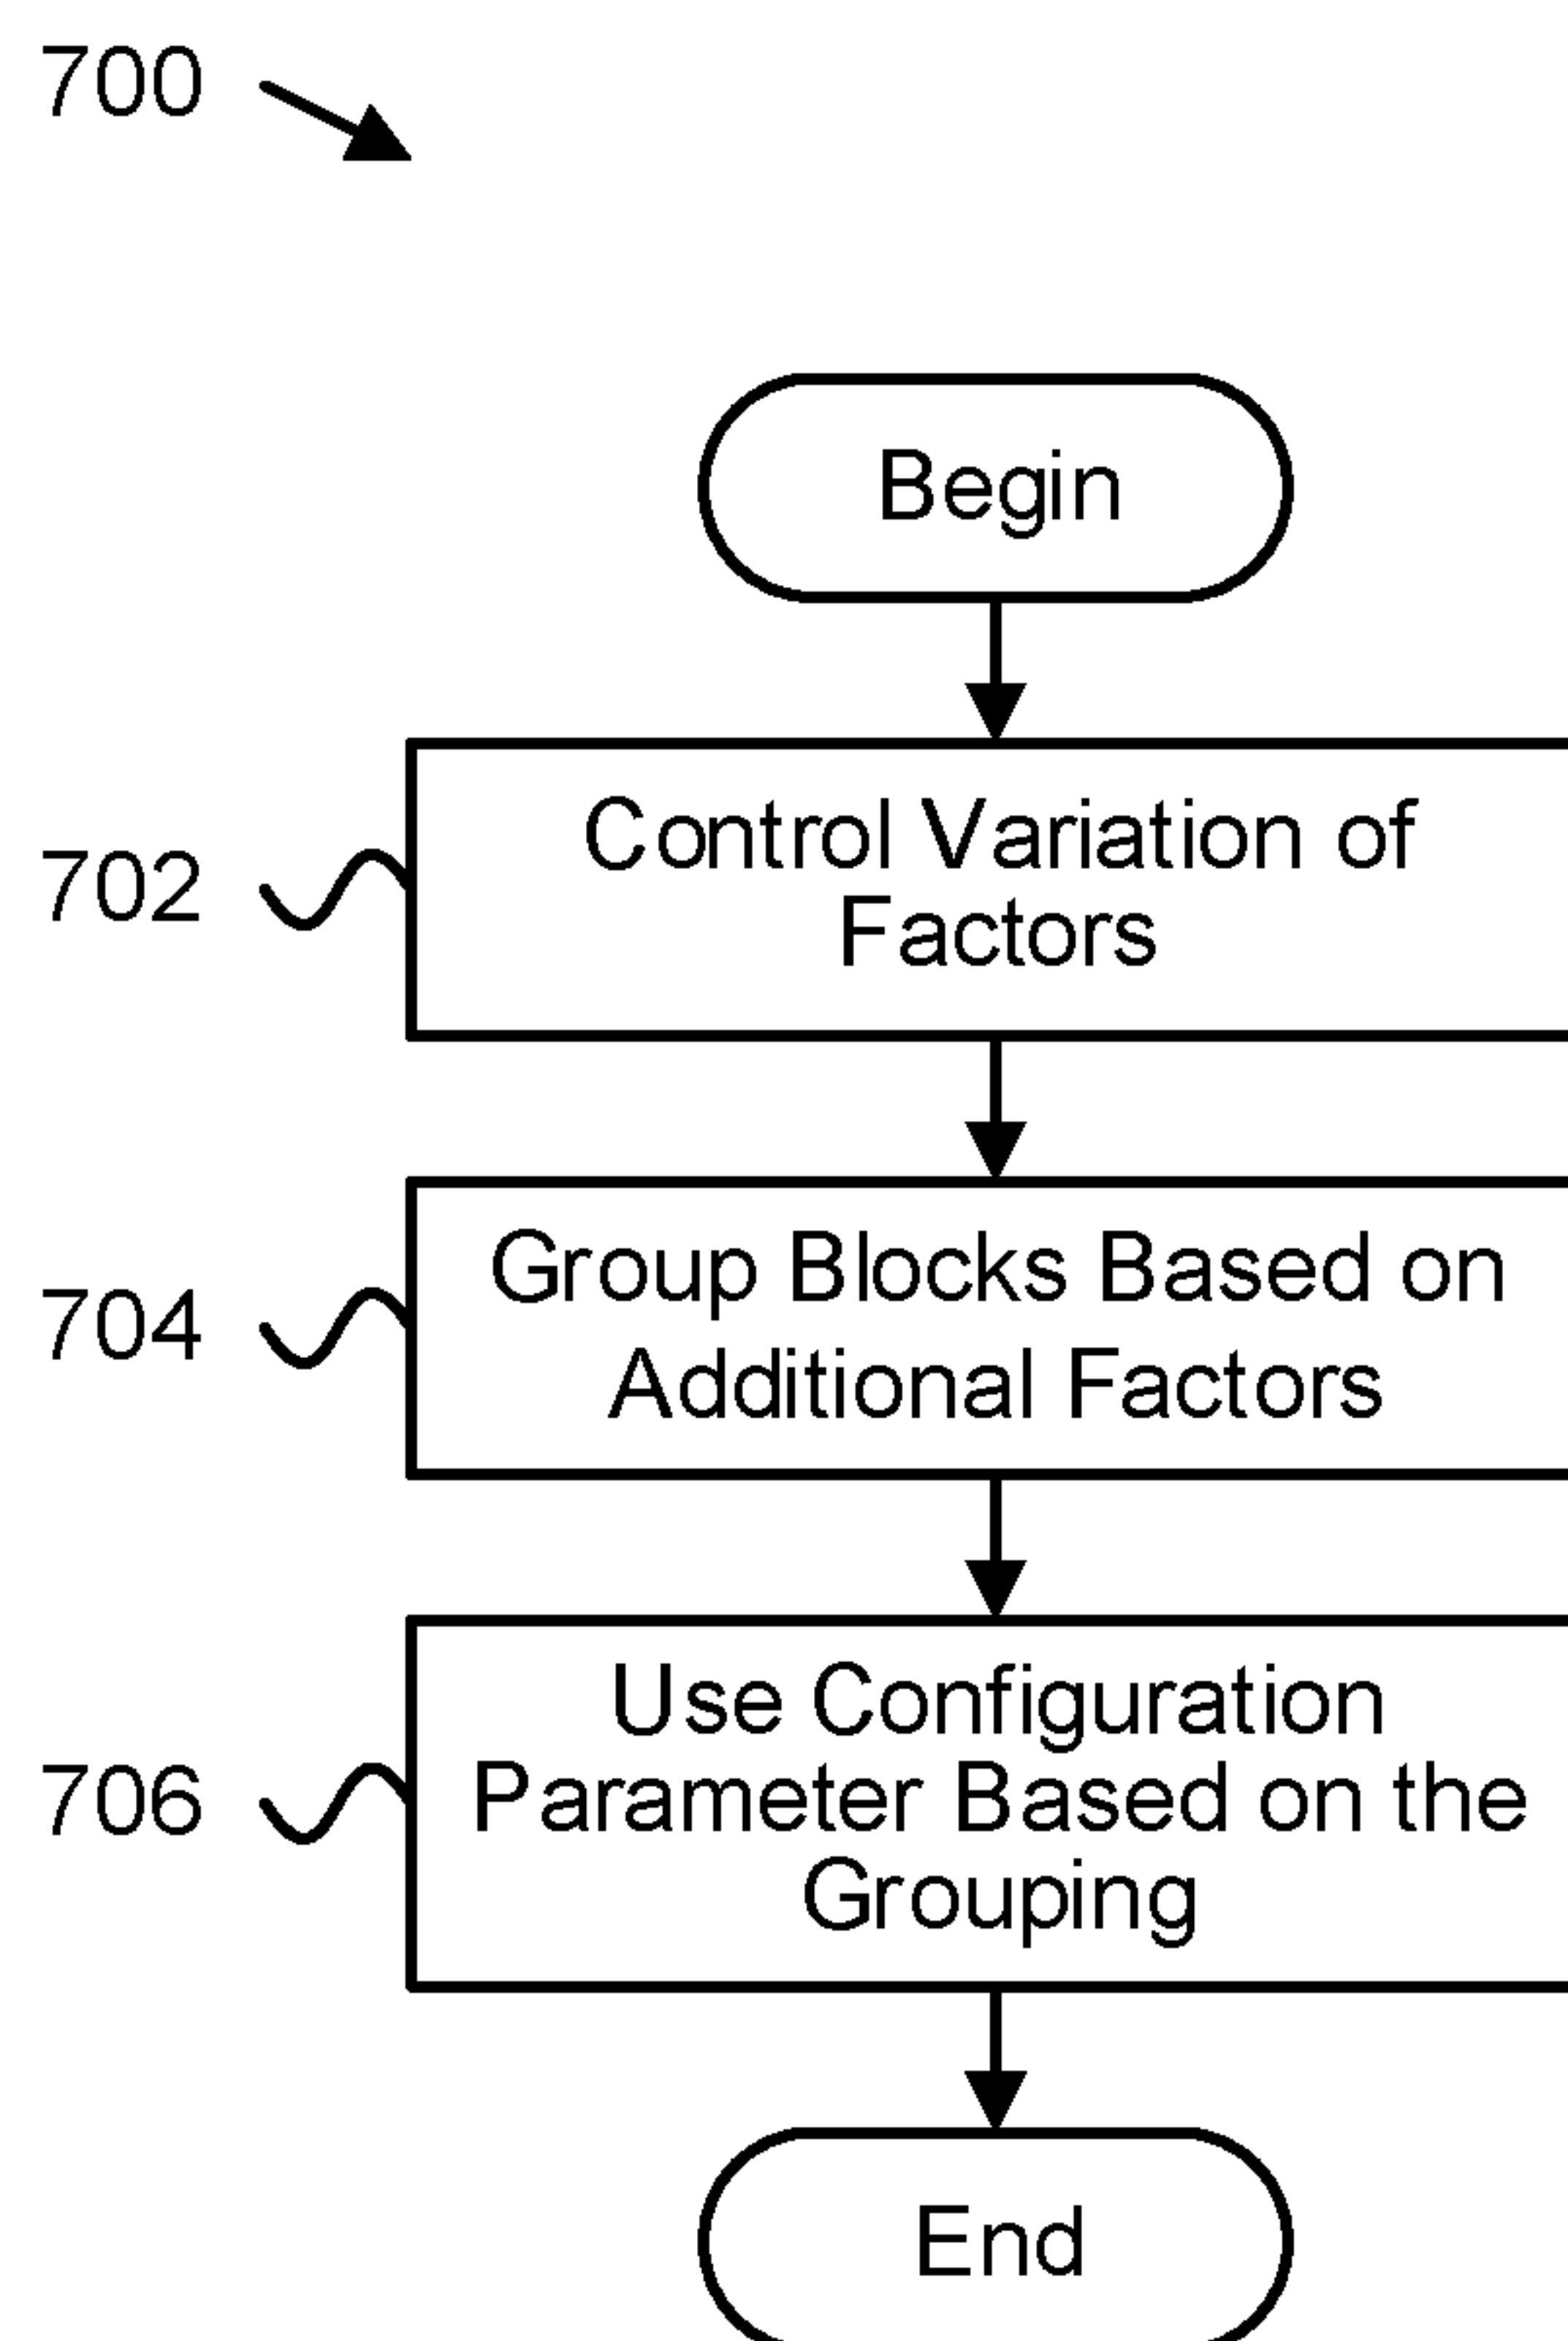 700
Begin
702
Control Variation of
Factors
704
Group Blocks Based on
Additional Factors
706
Use Configuration
Parameter Based on the
Grouping
End